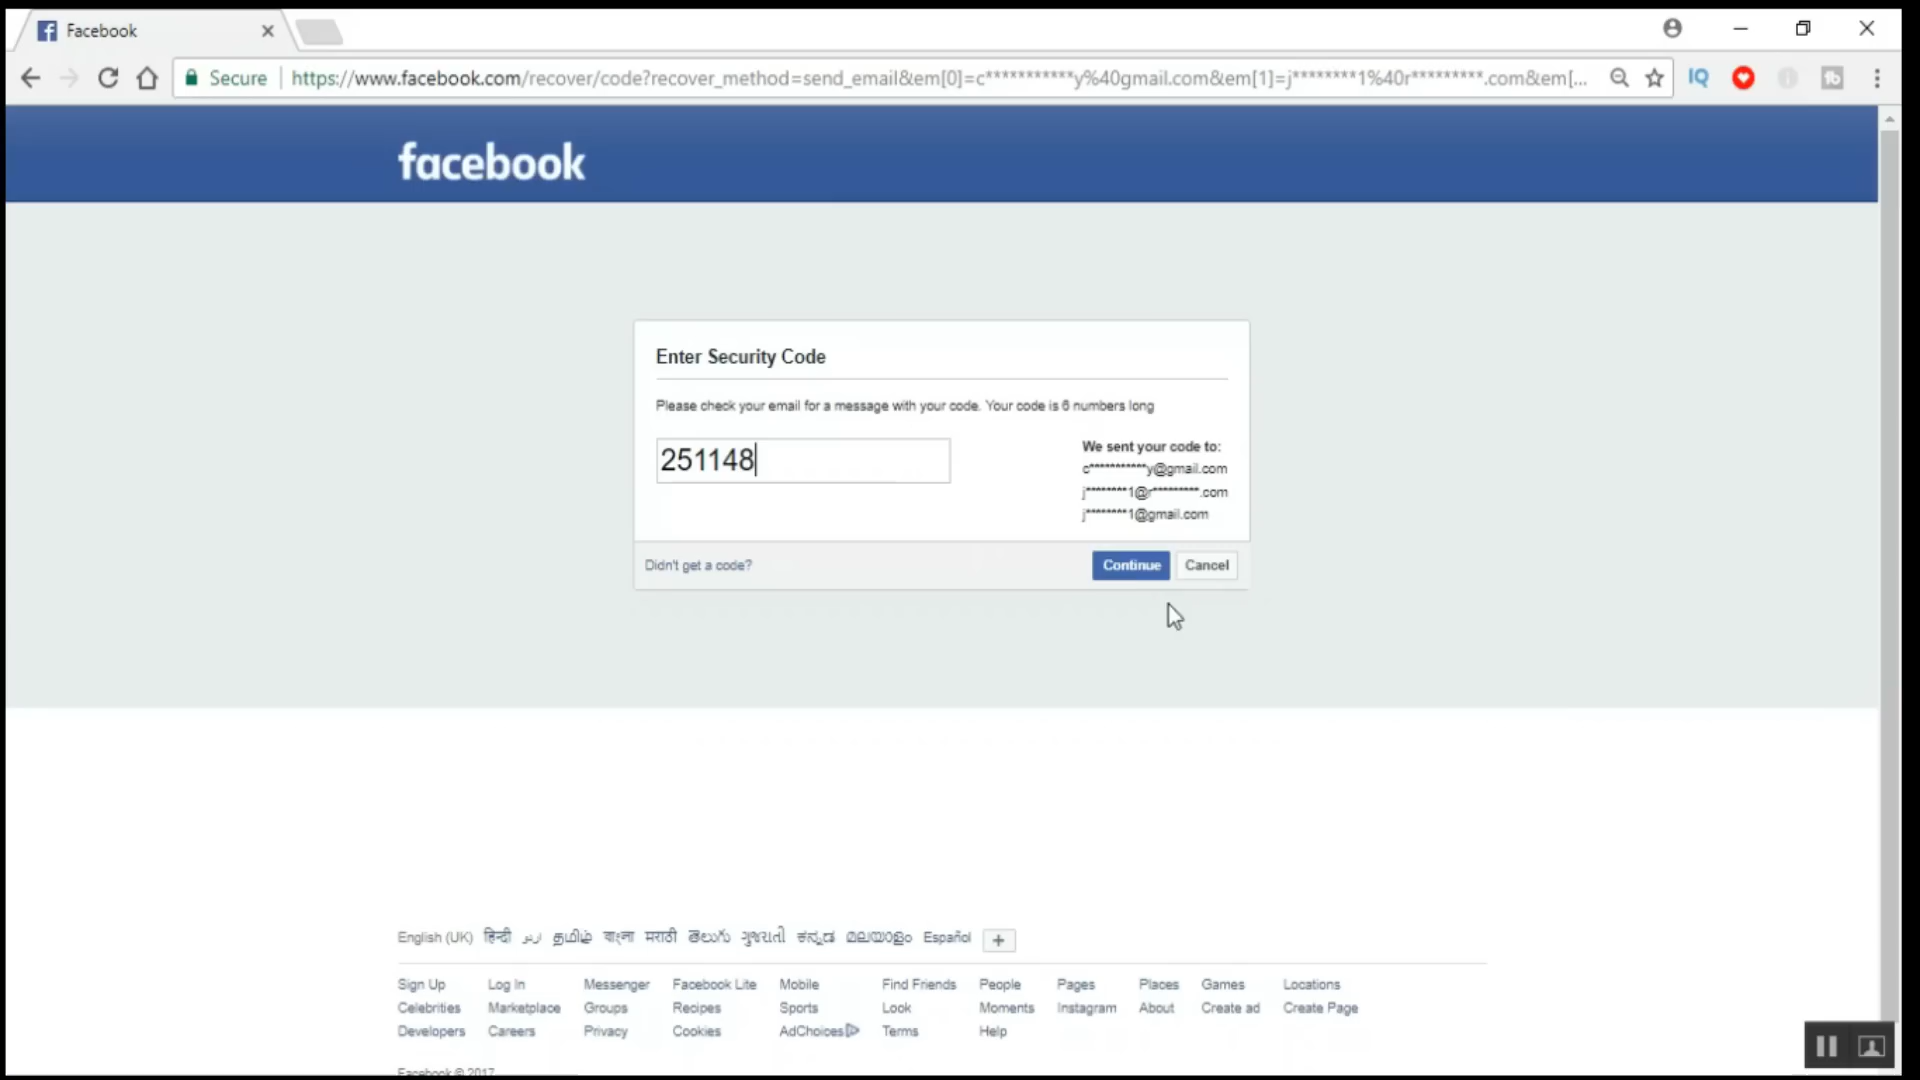 Facebook
Secure https://www.facebook.com/recover/code?recover_method=send_email&em[0]=c***********y%40gmail.com&em[1]=j********1%40r*********.com&em[...
IQ
facebook
Enter Security Code
Please check your email for a message with your code. Your code is 6 numbers long
251148
We sent your code to:
c***********y@gmail.com
j********1@r*********.com
j********1@gmail.com
Didn't get a code?
Continue Cancel
English (UK) हिन्दी اردو தமிழ் বাংলা मराठी తెలుగు ગુજરાતી ಕನ್ನಡ മലയാളം Español +
Sign Up Log In Messenger Facebook Lite Mobile Find Friends People Pages Places Games Locations
Celebrities Marketplace Groups Recipes Sports Look Moments Instagram About Create ad Create Page
Developers Careers Privacy Cookies AdChoices Terms Help
Facebook © 2017